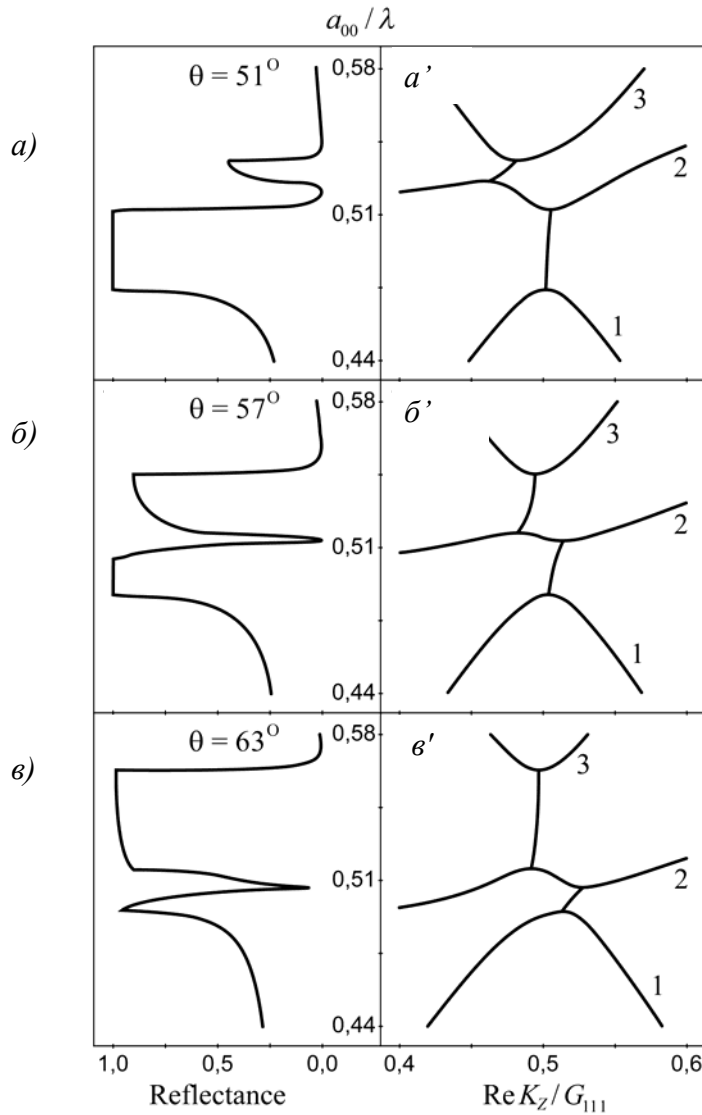 a₀₀ / λ
а)
θ = 51°
а’
0,58
0,51
0,44
3
2
1
б)
θ = 57°
б’
0,58
0,51
0,44
3
2
1
в)
θ = 63°
в'
0,58
0,51
0,44
3
2
1
1,0 0,5 0,0 0,4 0,5 0,6
Reflectance
Re K_Z / G₁₁₁